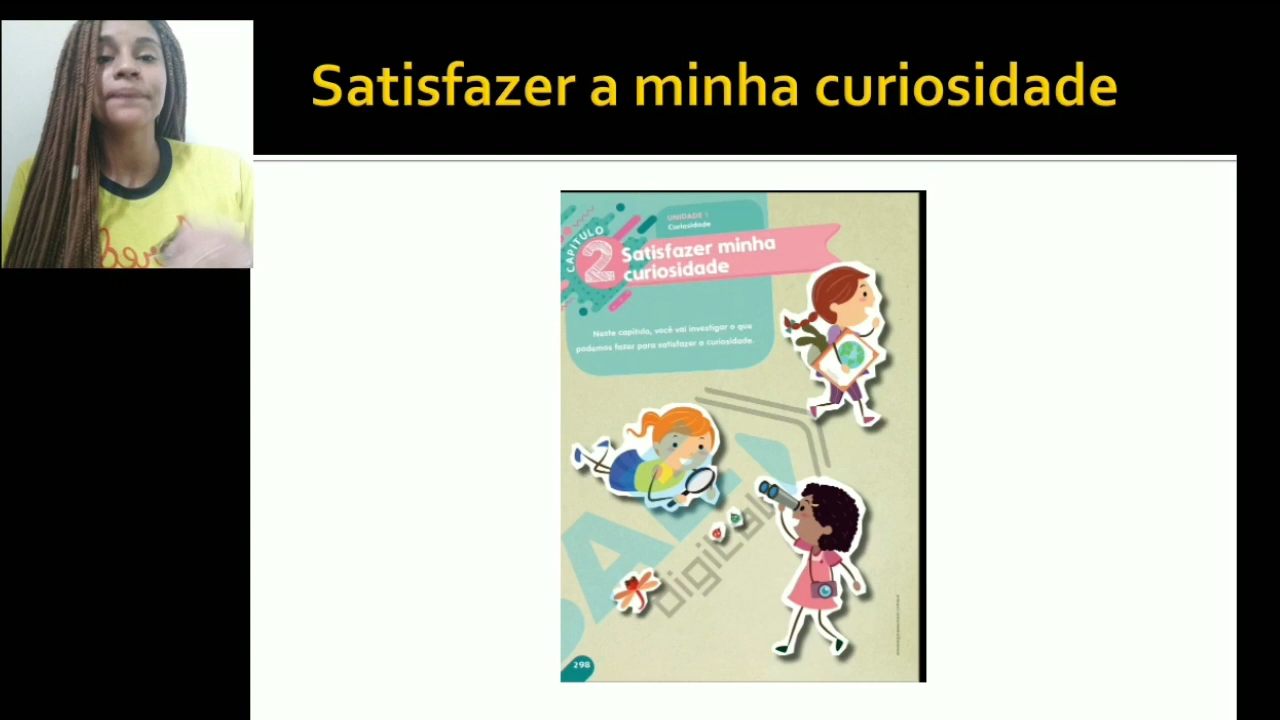 Satisfazer a minha curiosidade
UNIDADE 1
Curiosidade
CAPÍTULO
2
Satisfazer minha
curiosidade
Neste capítulo, você vai investigar o que
podemos fazer para satisfazer a curiosidade.
digital
298